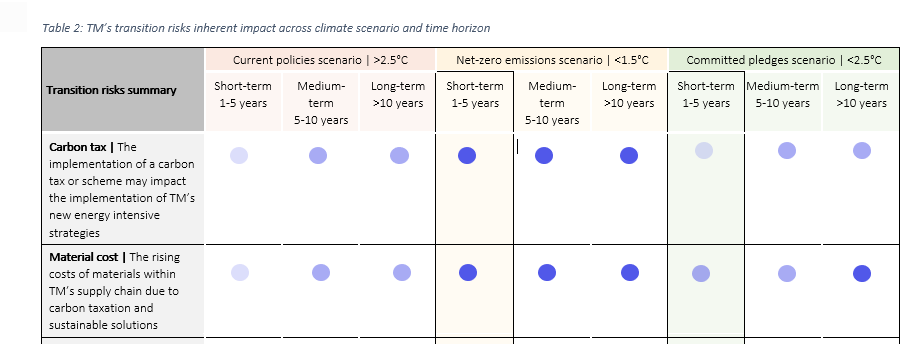 Table 2: TM's transition risks inherent impact across climate scenario and time horizon
Transition risks summary
Current policies scenario | >2.5°C
Net-zero emissions scenario | <1.5°C
Committed pledges scenario | <2.5°C
Short-term
1-5 years
Medium-
term
5-10 years
Long-term
>10 years
Short-term
1-5 years
Medium-
term
5-10 years
Long-term
>10 years
Short-term
1-5 years
Medium-term
5-10 years
Long-term
>10 years
Carbon tax | The
implementation of a carbon
tax or scheme may impact
the implementation of TM's
new energy intensive
strategies
Material cost | The rising
costs of materials within
TM's supply chain due to
carbon taxation and
sustainable solutions